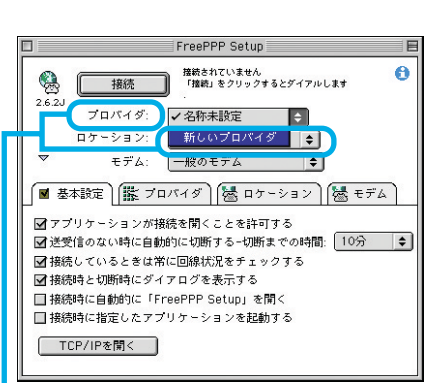 FreePPP Setup
接続
接続されていません
「接続」をクリックするとダイアルします
2.6.2J
プロバイダ: ✓名称未設定
ロケーション: 新しいプロバイダ
モデム: 一般のモデム
基本設定 プロバイダ ロケーション モデム
アプリケーションが接続を開くことを許可する
送受信のない時に自動的に切断する-切断までの時間: 10分
接続しているときは常に回線状況をチェックする
接続時と切断時にダイアログを表示する
接続時に自動的に「FreePPP Setup」を開く
接続時に指定したアプリケーションを起動する
TCP/IPを開く